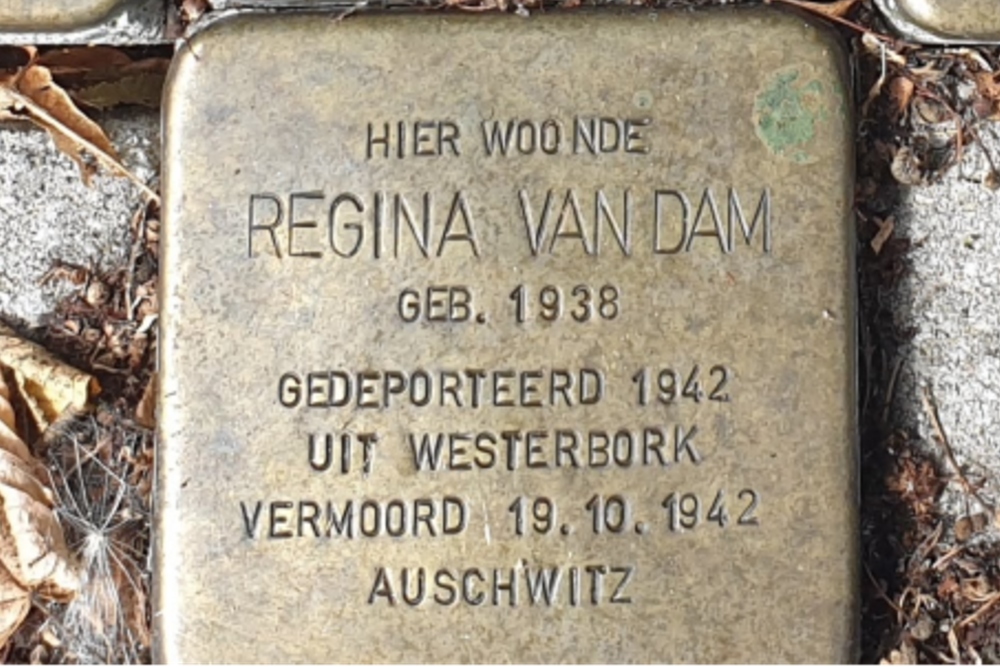 HIER WOONDE
REGINA VAN DAM
GEB. 1938
GEDEPORTEERD 1942
UIT WESTERBORK
VERMOORD 19.10.1942
AUSCHWITZ